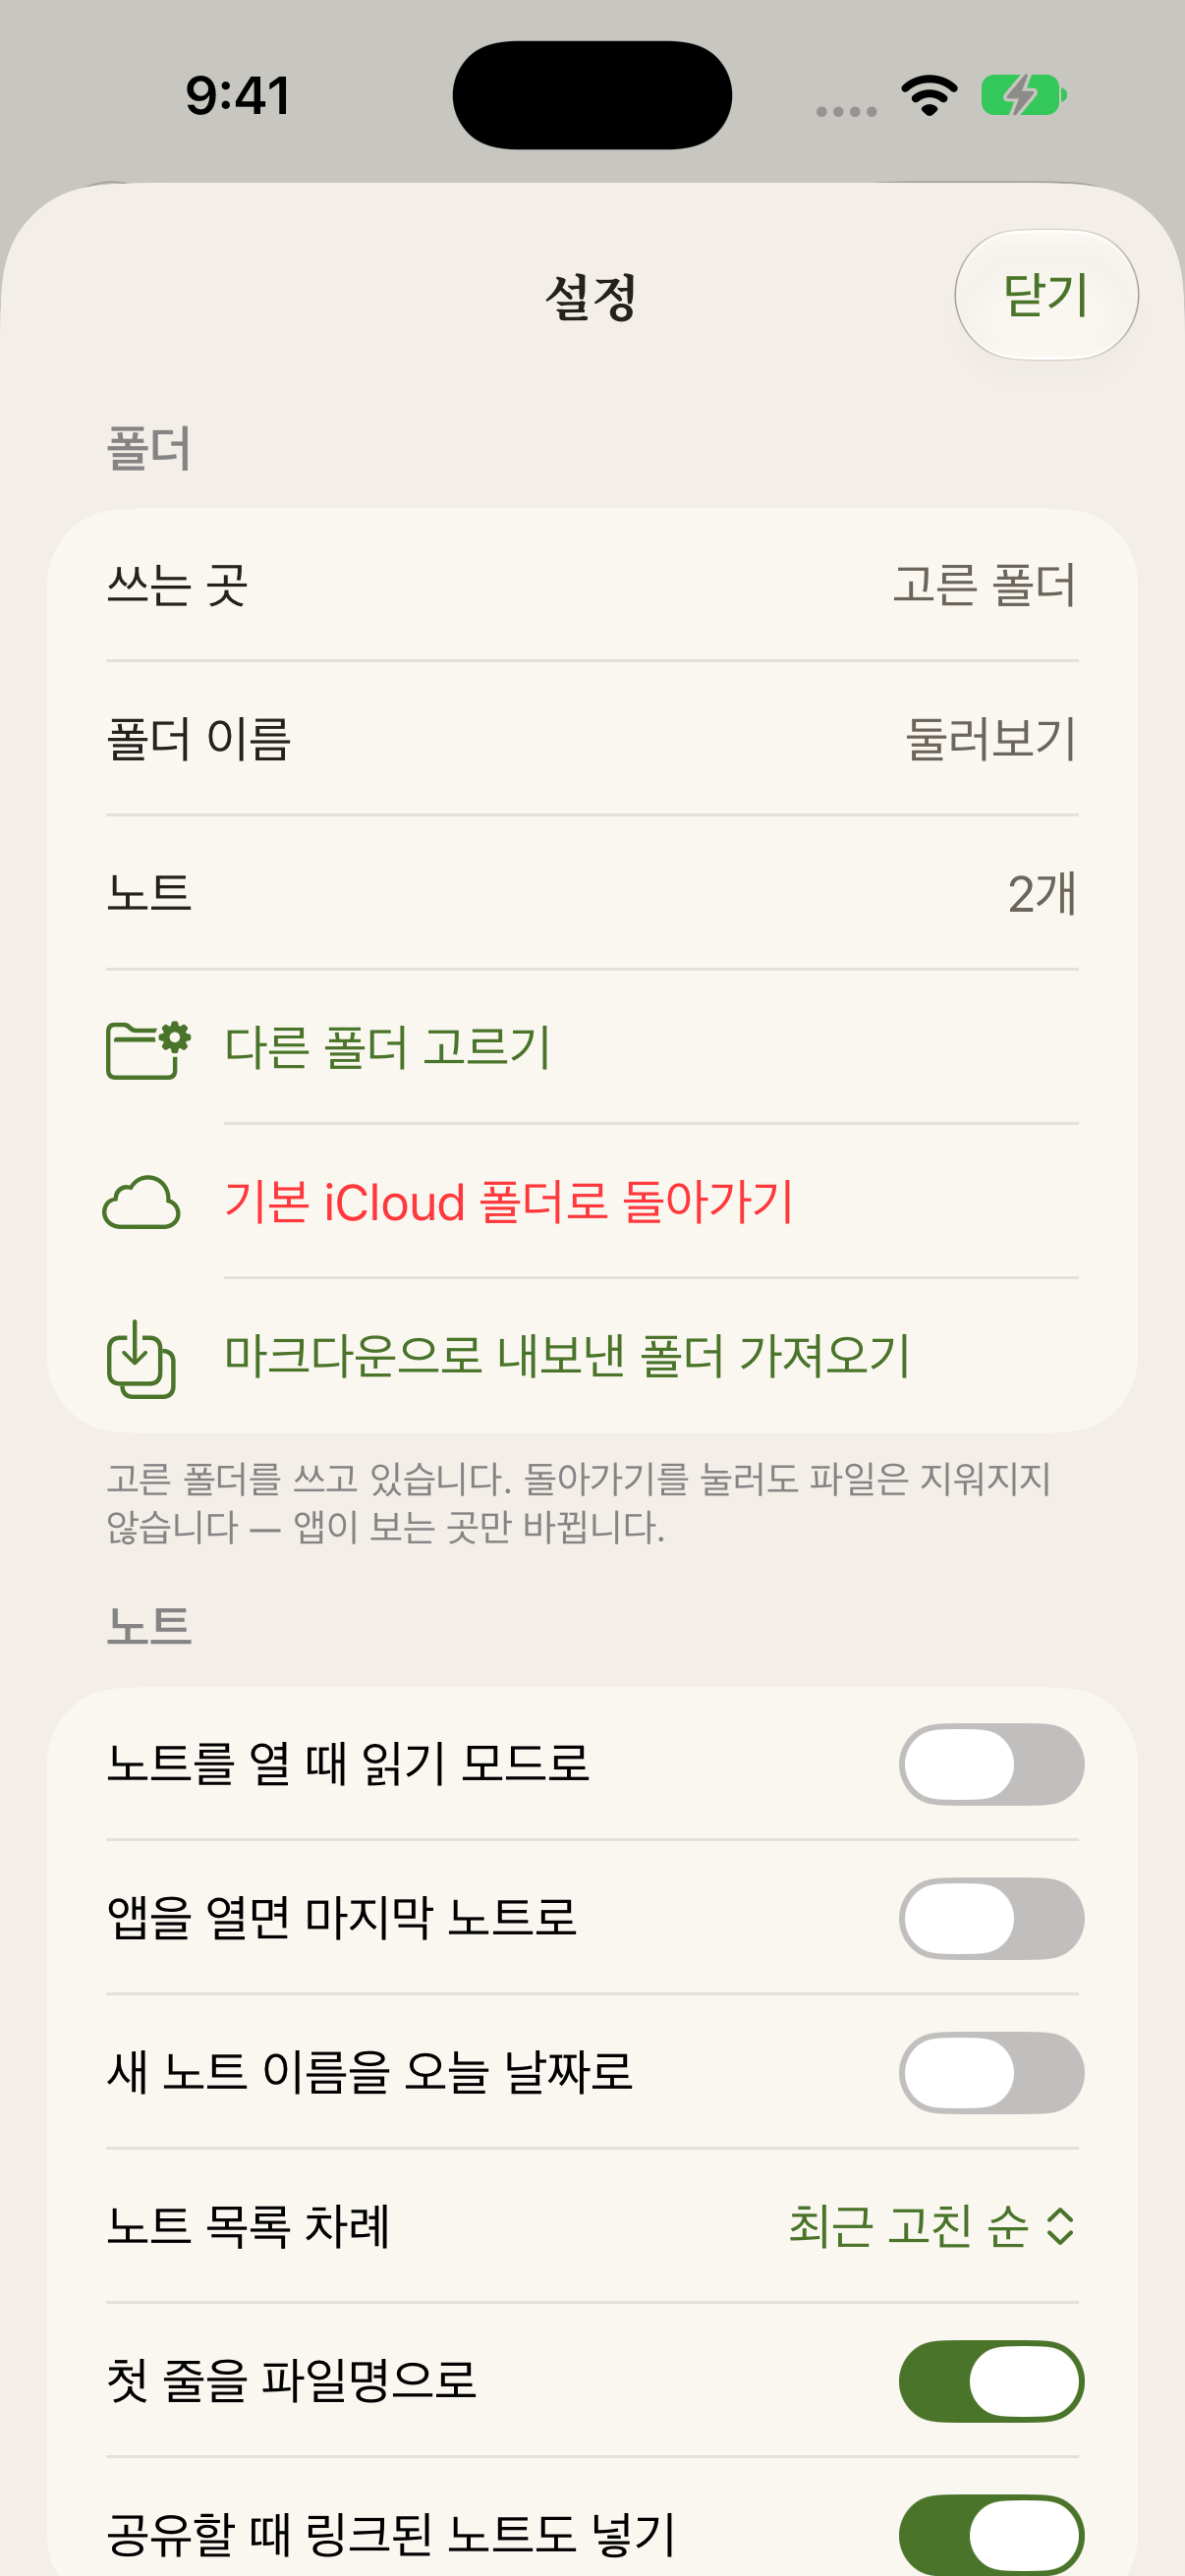 9:41
설정
닫기
폴더
쓰는 곳 고른 폴더
폴더 이름 둘러보기
노트 2개
다른 폴더 고르기
기본 iCloud 폴더로 돌아가기
마크다운으로 내보낸 폴더 가져오기
고른 폴더를 쓰고 있습니다. 돌아가기를 눌러도 파일은 지워지지
않습니다 — 앱이 보는 곳만 바뀝니다.
노트
노트를 열 때 읽기 모드로
앱을 열면 마지막 노트로
새 노트 이름을 오늘 날짜로
노트 목록 차례 최근 고친 순
첫 줄을 파일명으로
공유할 때 링크된 노트도 넣기